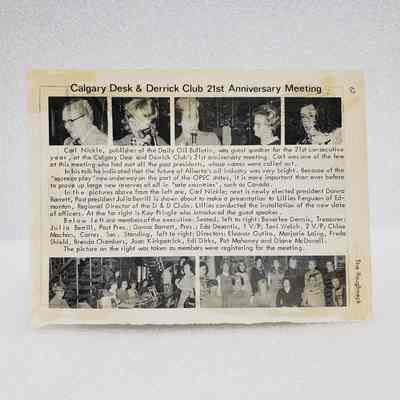 Calgary Desk & Derrick Club 21st Anniversary Meeting
Carl Nickle, publisher of the Daily Oil Bulletin, was guest speaker for the 21st consecutive
year, at the Calgary Desk and Derrick Club's 21st anniversary meeting. Carl was one of the few
at this meeting who had met all the past presidents, whose names were called out.
In his talk he indicated that the future of Alberta's oil industry was very bright. Because of the
"squeeze play" now underway on the part of the OPEC states, it is more important than ever before
to prove up large new reserves of oil in "safe countries", such as Canada.
In the pictures above from the left are, Carl Nickle; next is newly elected president Donna
Barrett, Past president Julia Berrill is shown about to make a presentation to Lillies Ferguson of Ed-
monton, Regional Director of the D & D Clubs. Lillies conducted the installation of the new slate
of officers. At the far right is Kay Pringle who introduced the guest speaker.
Below left are members of the executive: Seated, left to right: Beverlee Dennis, Treasurer;
Julia Berrill, Past Pres.; Donna Barrett, Pres.; Eda Desantis, 1 V/P; Toni Welch, 2 V/P; Chloe
MacLean, Corres. Sec. Standing, left to right: Directors: Eleanor Guthro, Marjorie Laing, Freda
Shield, Brenda Chambers, Joan Kirkpatrick, Edi Dirks, Pat Mahoney and Diane McDonell.
The picture on the right was taken as members were registering for the meeting.
The Roughneck